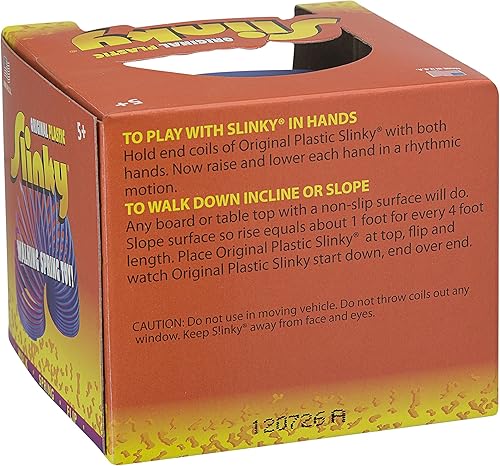 ORIGINAL PLASTIC
Slinky®
5+
ORIGINAL PLASTIC
5+
Slinky
WALKING SPRING TOY!
TO PLAY WITH SLINKY® IN HANDS
Hold end coils of Original Plastic Slinky® with both
hands. Now raise and lower each hand in a rhythmic
motion.
TO WALK DOWN INCLINE OR SLOPE
Any board or table top with a non-slip surface will do.
Slope surface so rise equals about 1 foot for every 4 foot
length. Place Original Plastic Slinky® at top, flip and
watch Original Plastic Slinky start down, end over end.
CAUTION: Do not use in moving vehicle. Do not throw coils out any
window. Keep S!inky® away from face and eyes.
120726 A